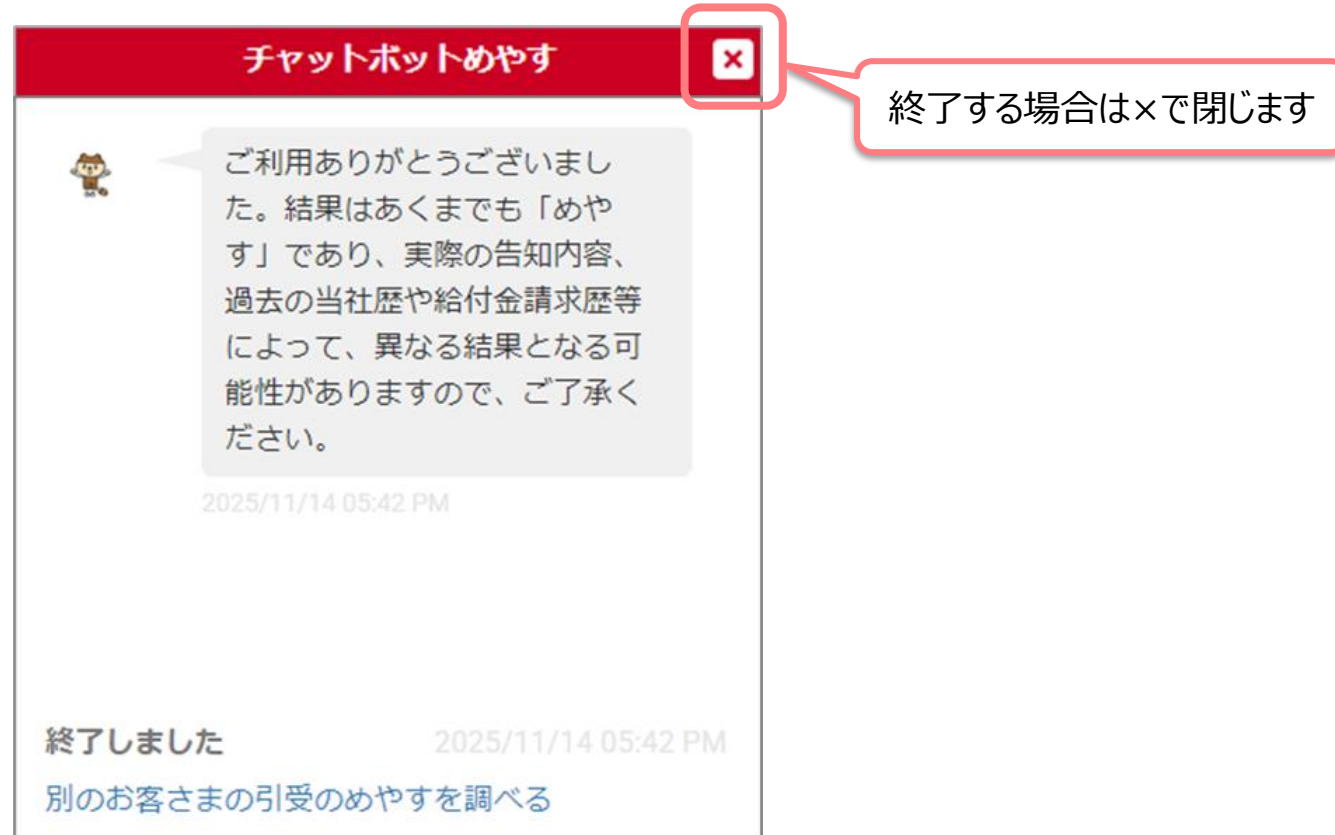 チャットボットめやす
×
終了する場合は×で閉じます
ご利用ありがとうございまし
た。結果はあくまでも「めや
す」であり、実際の告知内容、
過去の当社歴や給付金請求歴等
によって、異なる結果となる可
能性がありますので、ご了承く
ださい。
2025/11/14 05:42 PM
終了しました 2025/11/14 05:42 PM
別のお客さまの引受のめやすを調べる